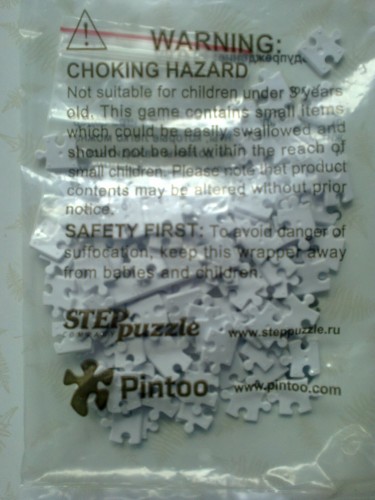 WARNING:
CHOKING HAZARD
Not suitable for children under 3 years
old. This game contains small items
which could be easily swallowed and
should not be left within the reach of
small children. Please note that product
contents may be altered without prior
notice.
SAFETY FIRST: To avoid danger of
suffocation, keep this wrapper away
from babies and children.
STEP puzzle
COMPANY
www.steppuzzle.ru
Pintoo
www.pintoo.com